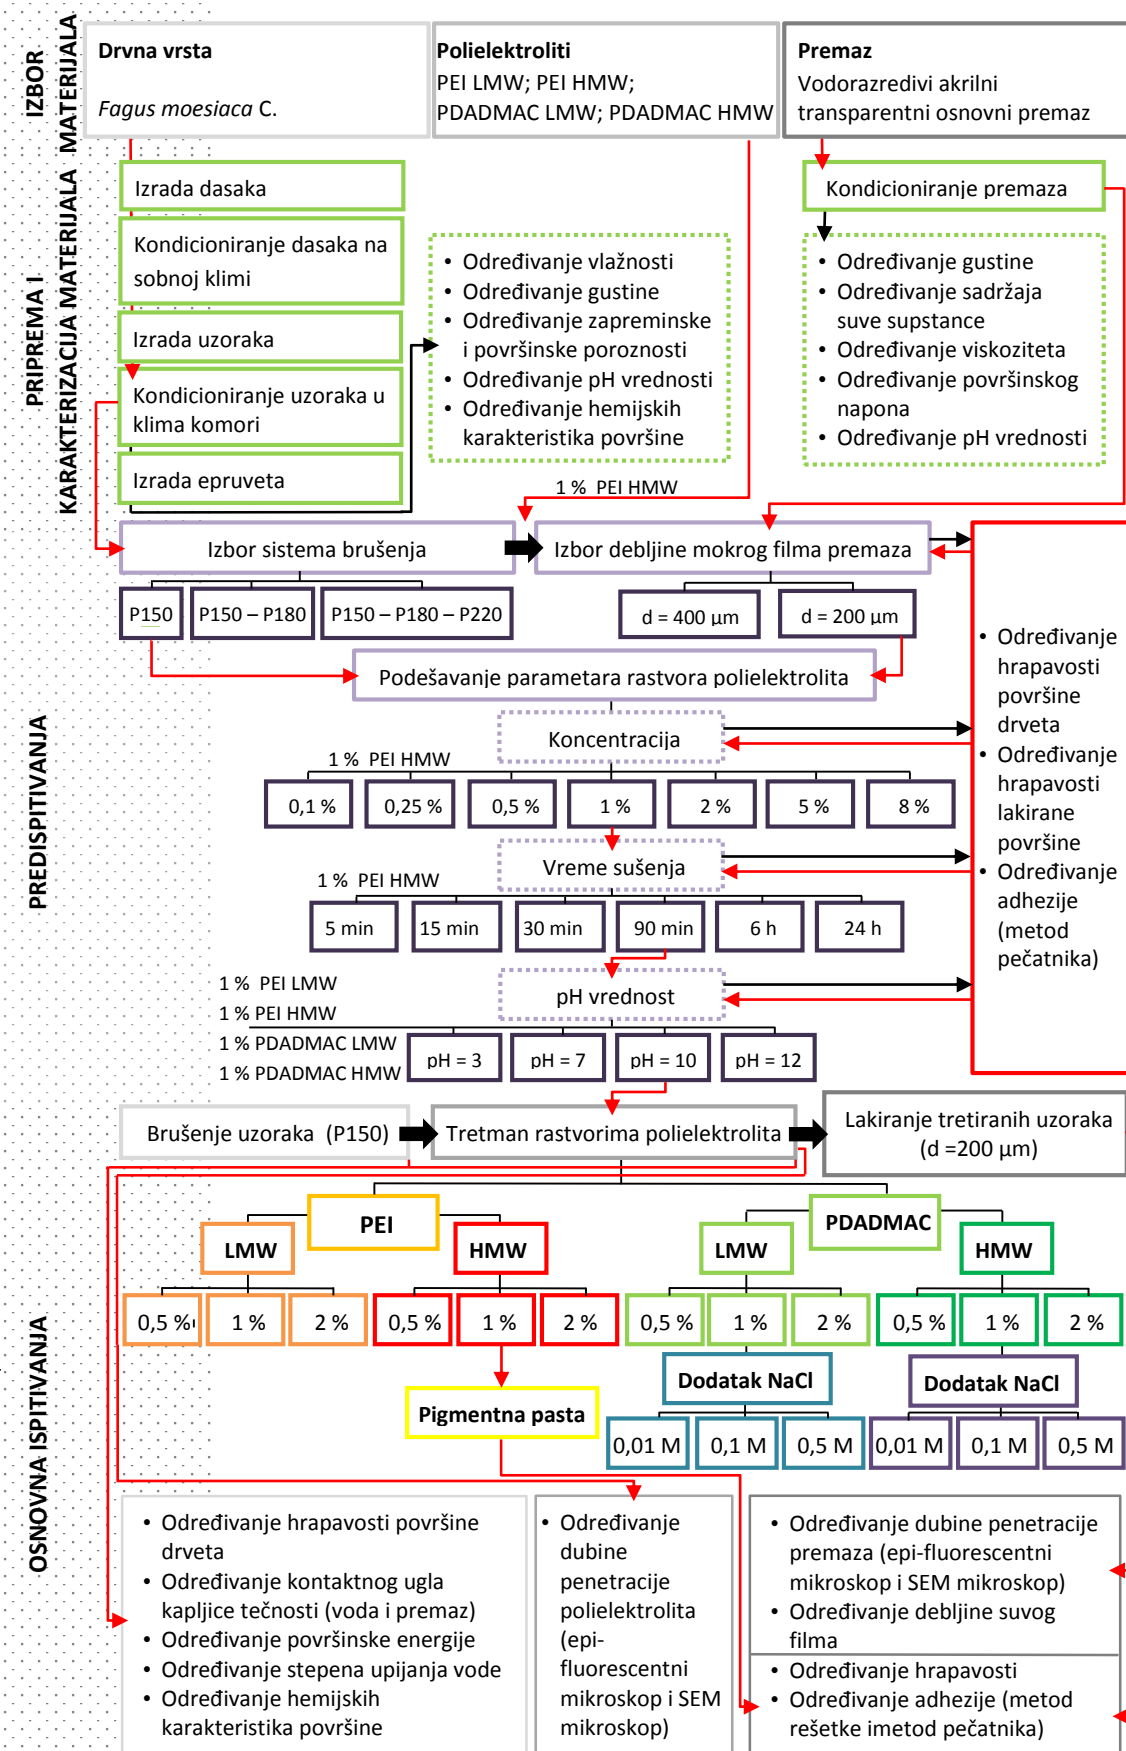 IZBOR
MATERIJALA
Drvna vrsta
Fagus moesiaca C.
Polielektroliti
PEI LMW; PEI HMW;
PDADMAC LMW; PDADMAC HMW
Premaz
Vodorazredivi akrilni
transparentni osnovni premaz
PRIPREMA I
KARAKTERIZACIJA MATERIJALA
Izrada dasaka
Kondicioniranje dasaka na
sobnoj klimi
Izrada uzoraka
Kondicioniranje uzoraka u
klima komori
Izrada epruveta
• Određivanje vlažnosti
• Određivanje gustine
• Određivanje zapreminske
i površinske poroznosti
• Određivanje pH vrednosti
• Određivanje hemijskih
karakteristika površine
Kondicioniranje premaza
• Određivanje gustine
• Određivanje sadržaja
suve supstance
• Određivanje viskoziteta
• Određivanje površinskog
napona
• Određivanje pH vrednosti
PREDISPITIVANJA
1 % PEI HMW
Izbor sistema brušenja
Izbor debljine mokrog filma premaza
P150
P150 – P180
P150 – P180 – P220
d = 400 µm
d = 200 µm
Podešavanje parametara rastvora polielektrolita
Koncentracija
1 % PEI HMW
0,1 %
0,25 %
0,5 %
1 %
2 %
5 %
8 %
Vreme sušenja
1 % PEI HMW
5 min
15 min
30 min
90 min
6 h
24 h
pH vrednost
1 % PEI LMW
1 % PEI HMW
1 % PDADMAC LMW
1 % PDADMAC HMW
pH = 3
pH = 7
pH = 10
pH = 12
• Određivanje
hrapavosti
površine
drveta
• Određivanje
hrapavosti
lakirane
površine
• Određivanje
adhezije
(metod
pečatnika)
OSNOVNA ISPITIVANJA
Brušenje uzoraka (P150)
Tretman rastvorima polielektrolita
Lakiranje tretiranih uzoraka
(d =200 µm)
PEI
PDADMAC
LMW
HMW
LMW
HMW
0,5 %
1 %
2 %
0,5 %
1 %
2 %
0,5 %
1 %
2 %
0,5 %
1 %
2 %
Pigmentna pasta
Dodatak NaCl
Dodatak NaCl
0,01 M
0,1 M
0,5 M
0,01 M
0,1 M
0,5 M
• Određivanje hrapavosti površine
drveta
• Određivanje kontaktnog ugla
kapljice tečnosti (voda i premaz)
• Određivanje površinske energije
• Određivanje stepena upijanja vode
• Određivanje hemijskih
karakteristika površine
• Određivanje
dubine
penetracije
polielektrolita
(epi-
fluorescentni
mikroskop i SEM
mikroskop)
• Određivanje dubine penetracije
premaza (epi-fluorescentni
mikroskop i SEM mikroskop)
• Određivanje debljine suvog
filma
• Određivanje hrapavosti
• Određivanje adhezije (metod
rešetke imetod pečatnika)